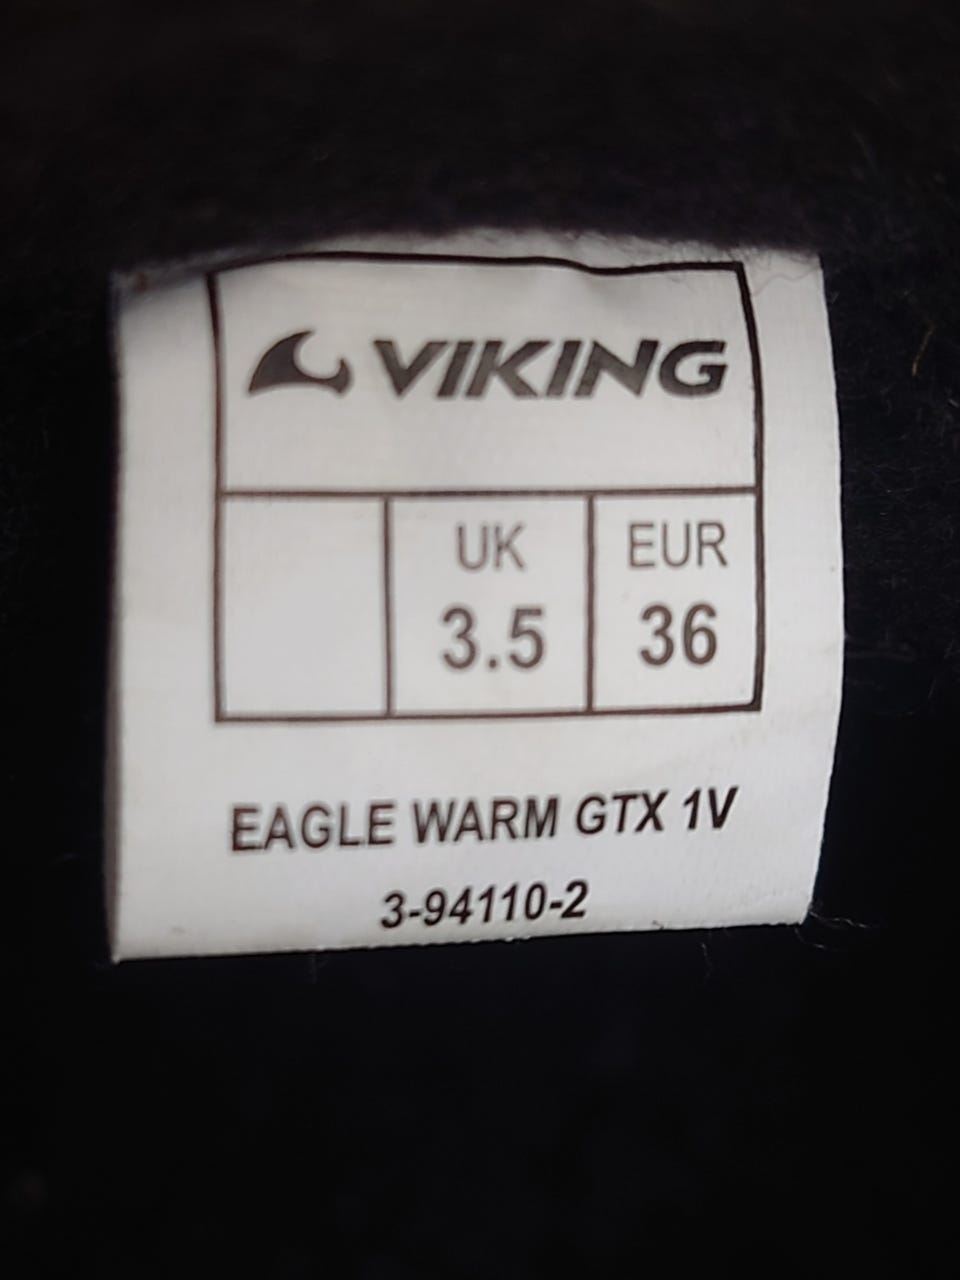 VIKING
UK EUR
3.5 36
EAGLE WARM GTX 1V
3-94110-2